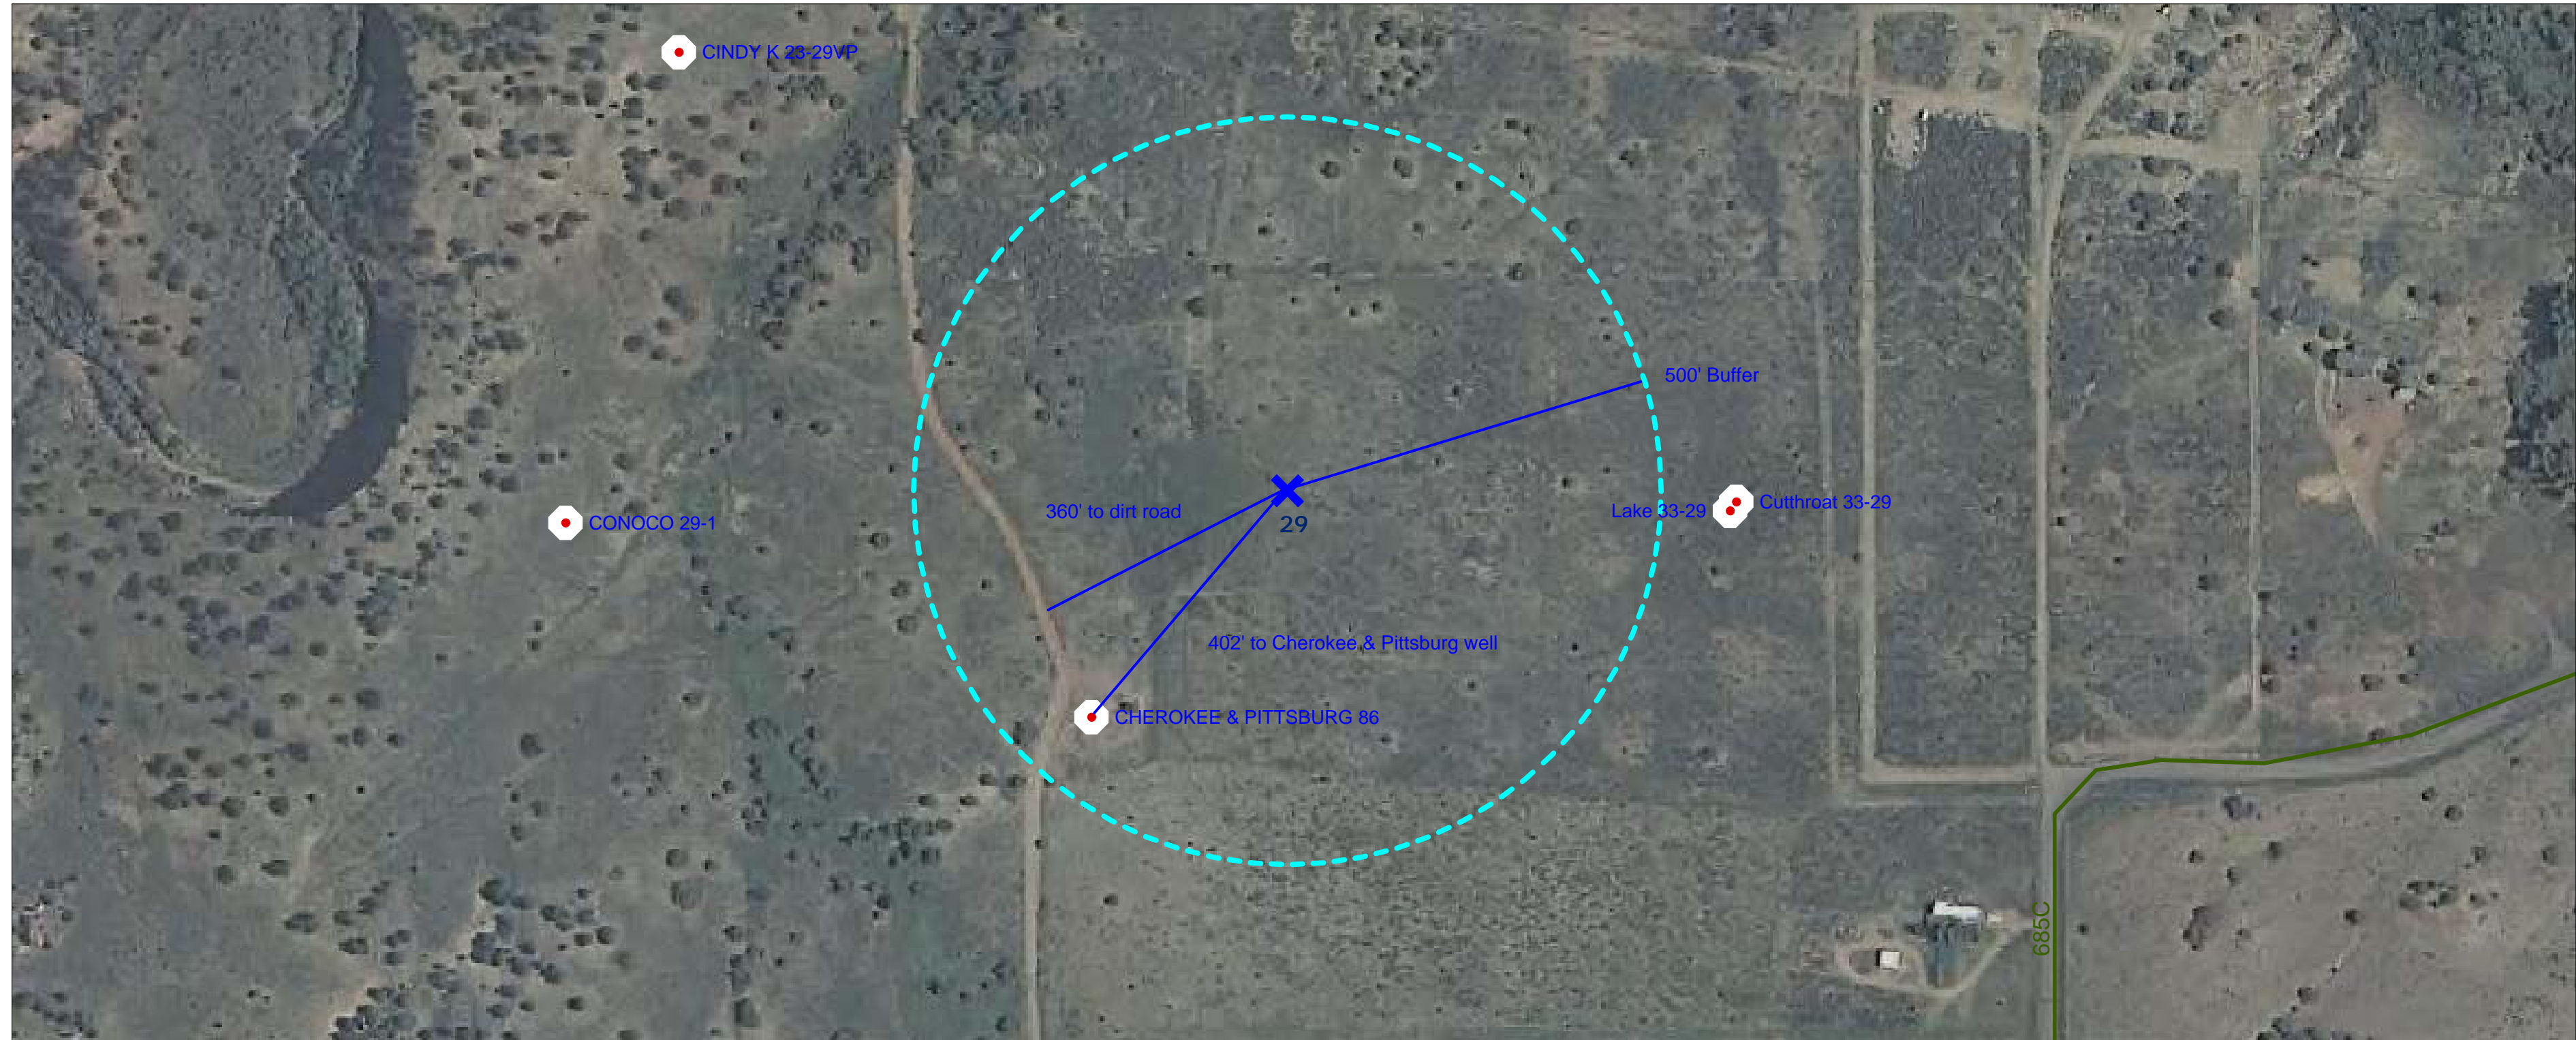 CINDY K 23-29VP
500' Buffer
Cutthroat 33-29
360' to dirt road
Lake 33-29
CONOCO 29-1
29
402' to Cherokee & Pittsburg well
CHEROKEE & PITTSBURG 86
685C